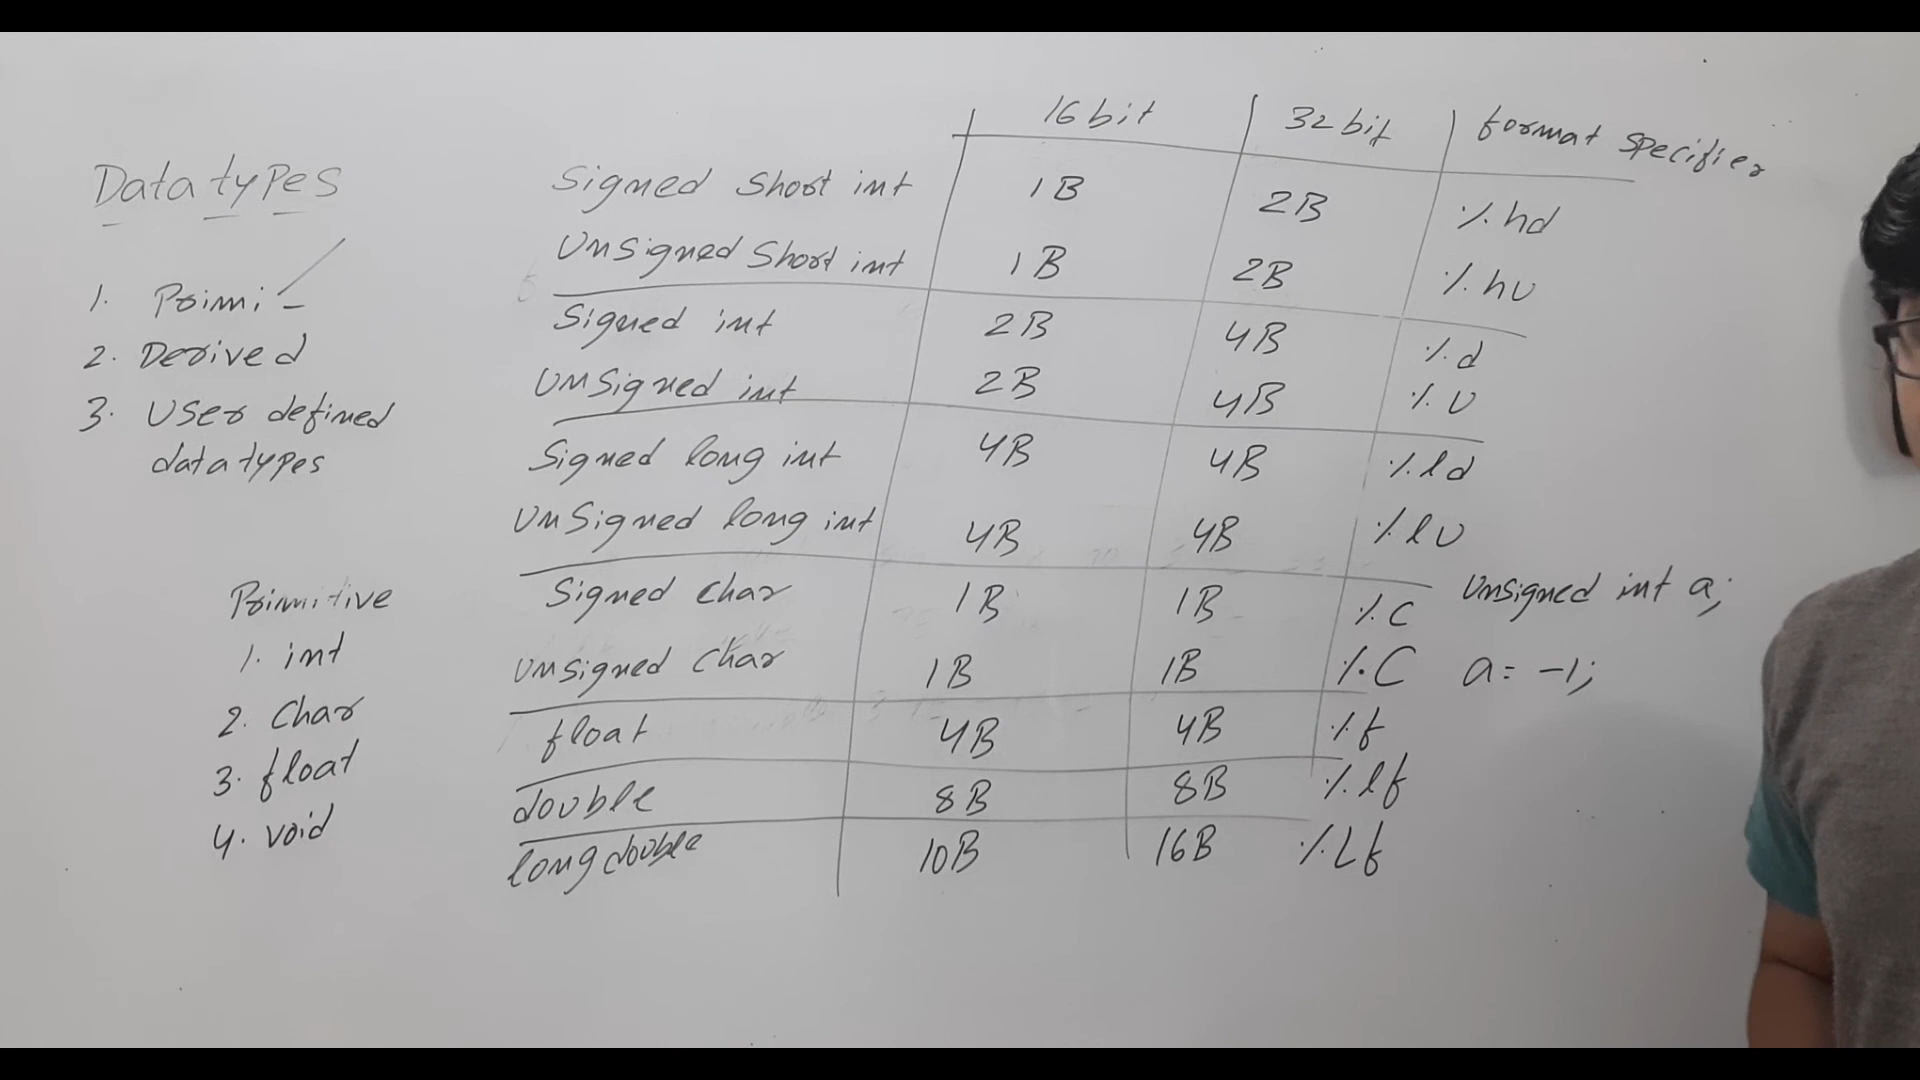 Datatypes
1. Primi -
2. Derived
3. User defined
datatypes
Primitive
1. int
2. Char
3. float
4. void
16 bit 32 bit format specifier
Signed Short int 1B 2B %hd
Unsigned Short int 1B 2B %hu
Signed int 2B 4B %d
Unsigned int 2B 4B %u
Signed long int 4B 4B %ld
Unsigned long int 4B 4B %lu
Signed char 1B 1B %c
Unsigned Char 1B 1B %C
float 4B 4B %f
double 8B 8B %lf
long double 10B 16B %Lf
Unsigned int a;
a = -1;